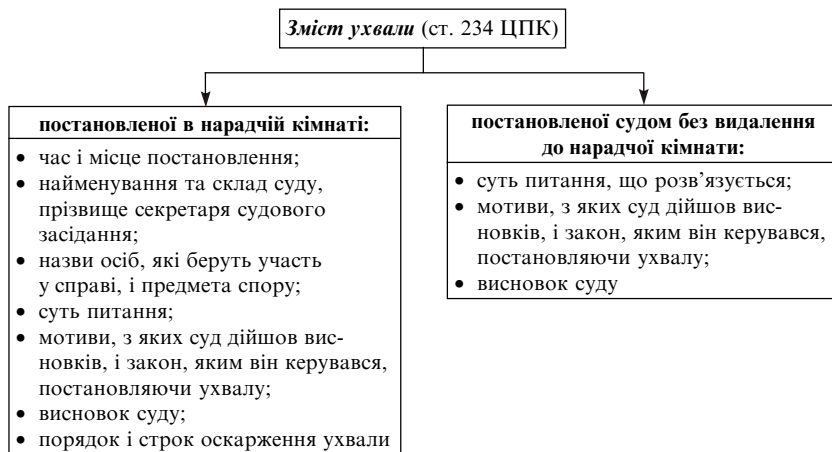 Зміст ухвали (ст. 234 ЦПК)
постановленої в нарадчій кімнаті:
• час і місце постановлення;
• найменування та склад суду,
прізвище секретаря судового
засідання;
• назви осіб, які беруть участь
у справі, і предмета спору;
• суть питання;
• мотиви, з яких суд дійшов вис-
новків, і закон, яким він керувався,
постановляючи ухвалу;
• висновок суду;
• порядок і строк оскарження ухвали
постановленої судом без видалення
до нарадчої кімнати:
• суть питання, що розв'язується;
• мотиви, з яких суд дійшов вис-
новків, і закон, яким він керувався,
постановляючи ухвалу;
• висновок суду